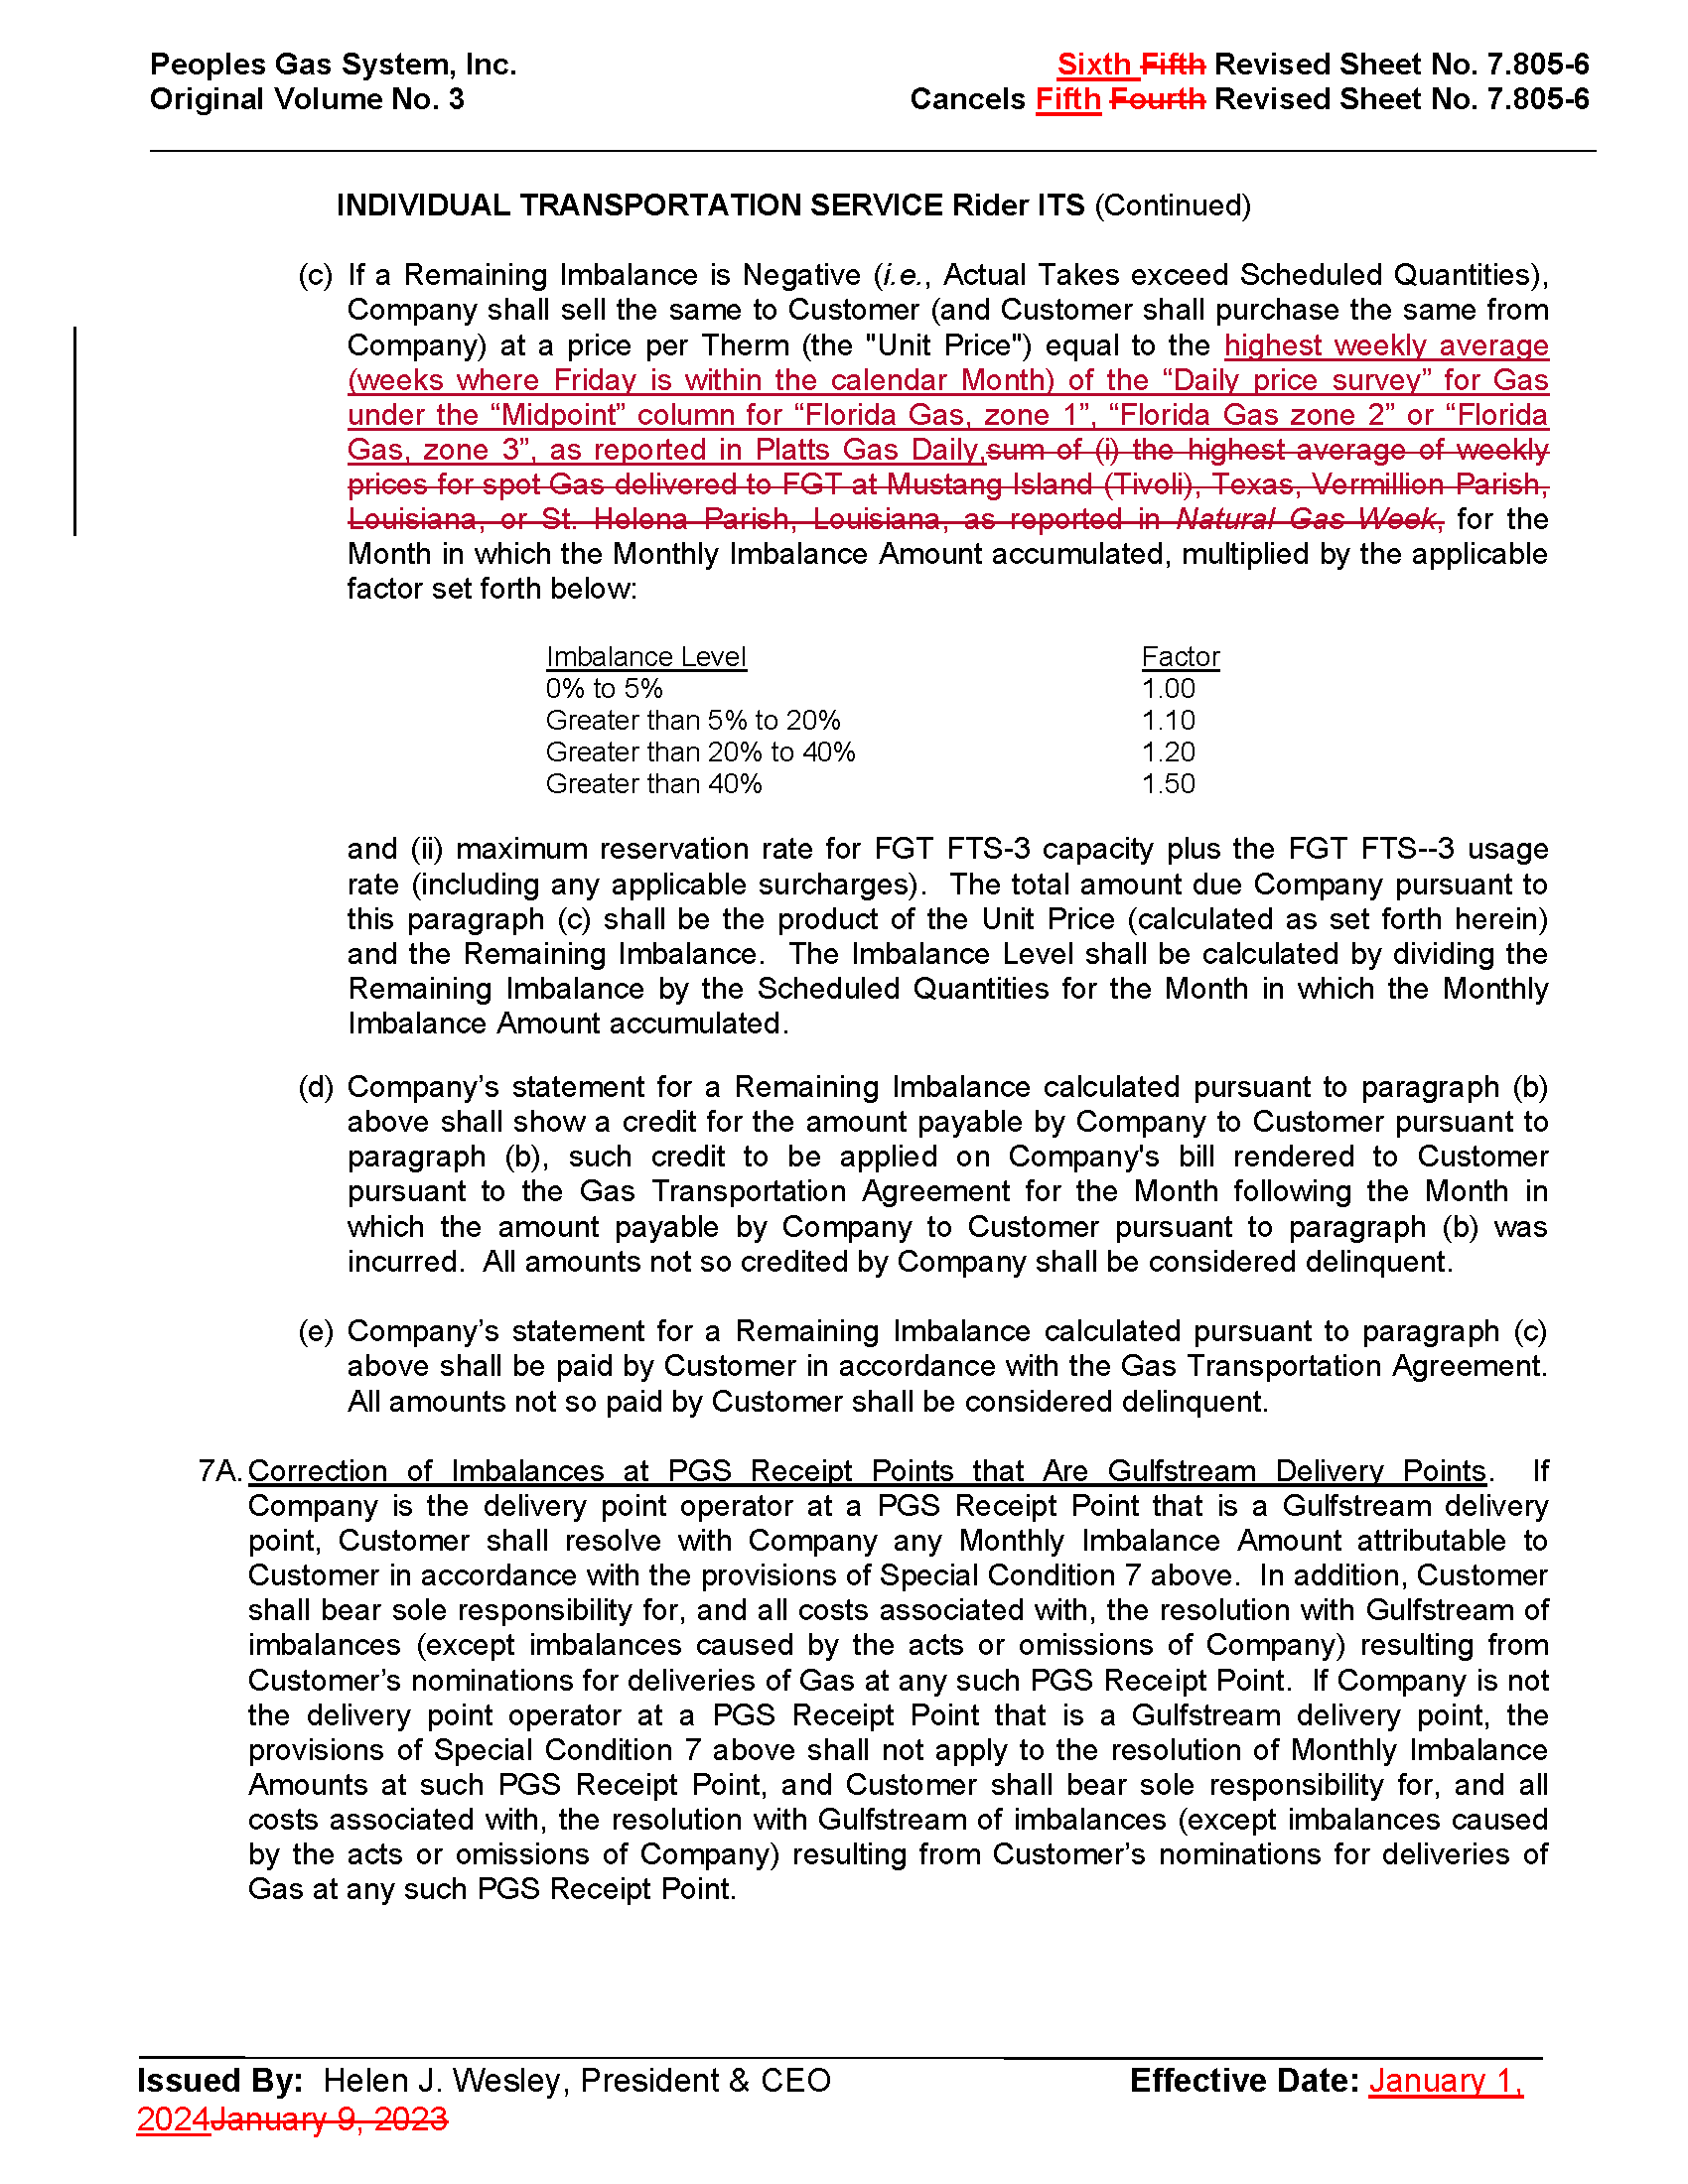 Peoples Gas System, Inc.
Original Volume No. 3
Sixth Fifth Revised Sheet No. 7.805-6
Cancels Fifth Fourth Revised Sheet No. 7.805-6
INDIVIDUAL TRANSPORTATION SERVICE Rider ITS (Continued)
(c) If a Remaining Imbalance is Negative (i.e., Actual Takes exceed Scheduled Quantities),
Company shall sell the same to Customer (and Customer shall purchase the same from
Company) at a price per Therm (the "Unit Price") equal to the highest weekly average
(weeks where Friday is within the calendar Month) of the “Daily price survey” for Gas
under the “Midpoint” column for “Florida Gas, zone 1”, “Florida Gas zone 2” or “Florida
Gas, zone 3”, as reported in Platts Gas Daily,sum of (i) the highest average of weekly
prices for spot Gas delivered to FGT at Mustang Island (Tivoli), Texas, Vermillion Parish,
Louisiana, or St. Helena Parish, Louisiana, as reported in Natural Gas Week, for the
Month in which the Monthly Imbalance Amount accumulated, multiplied by the applicable
factor set forth below:
Imbalance Level Factor
0% to 5% 1.00
Greater than 5% to 20% 1.10
Greater than 20% to 40% 1.20
Greater than 40% 1.50
and (ii) maximum reservation rate for FGT FTS-3 capacity plus the FGT FTS--3 usage
rate (including any applicable surcharges). The total amount due Company pursuant to
this paragraph (c) shall be the product of the Unit Price (calculated as set forth herein)
and the Remaining Imbalance. The Imbalance Level shall be calculated by dividing the
Remaining Imbalance by the Scheduled Quantities for the Month in which the Monthly
Imbalance Amount accumulated.
(d) Company’s statement for a Remaining Imbalance calculated pursuant to paragraph (b)
above shall show a credit for the amount payable by Company to Customer pursuant to
paragraph (b), such credit to be applied on Company's bill rendered to Customer
pursuant to the Gas Transportation Agreement for the Month following the Month in
which the amount payable by Company to Customer pursuant to paragraph (b) was
incurred. All amounts not so credited by Company shall be considered delinquent.
(e) Company’s statement for a Remaining Imbalance calculated pursuant to paragraph (c)
above shall be paid by Customer in accordance with the Gas Transportation Agreement.
All amounts not so paid by Customer shall be considered delinquent.
7A. Correction of Imbalances at PGS Receipt Points that Are Gulfstream Delivery Points. If
Company is the delivery point operator at a PGS Receipt Point that is a Gulfstream delivery
point, Customer shall resolve with Company any Monthly Imbalance Amount attributable to
Customer in accordance with the provisions of Special Condition 7 above. In addition, Customer
shall bear sole responsibility for, and all costs associated with, the resolution with Gulfstream of
imbalances (except imbalances caused by the acts or omissions of Company) resulting from
Customer’s nominations for deliveries of Gas at any such PGS Receipt Point. If Company is not
the delivery point operator at a PGS Receipt Point that is a Gulfstream delivery point, the
provisions of Special Condition 7 above shall not apply to the resolution of Monthly Imbalance
Amounts at such PGS Receipt Point, and Customer shall bear sole responsibility for, and all
costs associated with, the resolution with Gulfstream of imbalances (except imbalances caused
by the acts or omissions of Company) resulting from Customer’s nominations for deliveries of
Gas at any such PGS Receipt Point.
Issued By: Helen J. Wesley, President & CEO Effective Date: January 1,
2024January 9, 2023